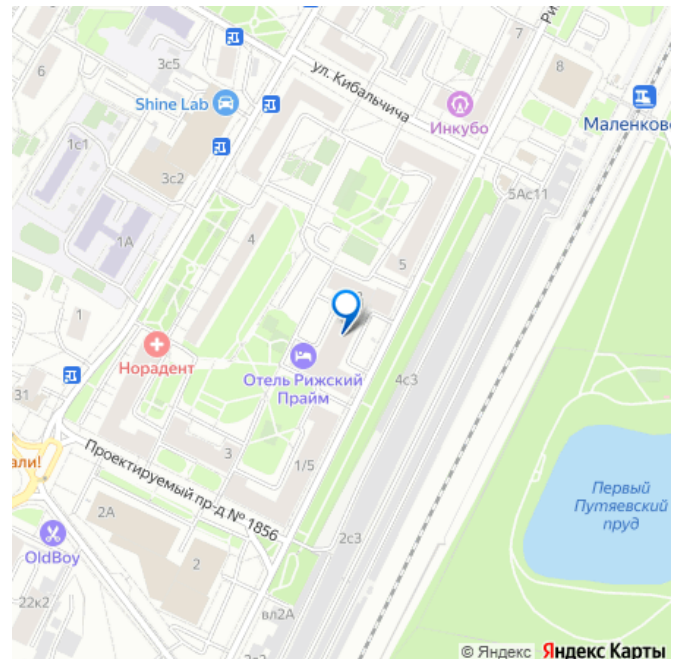 7
Ри
6
3с5
ул. Кибальчича
8
Shine Lab
Инкубо
Маленково
1с1
3с2
5Ас11
1А
4
5
1
Норадент
Отель Рижский
Прайм
4с3
31
али!
Проектируемый пр-д № 1856
3
1/5
Первый
Путяевский
пруд
2А
OldBoy
2
2с3
22к2
вл2А
© Яндекс Яндекс Карты